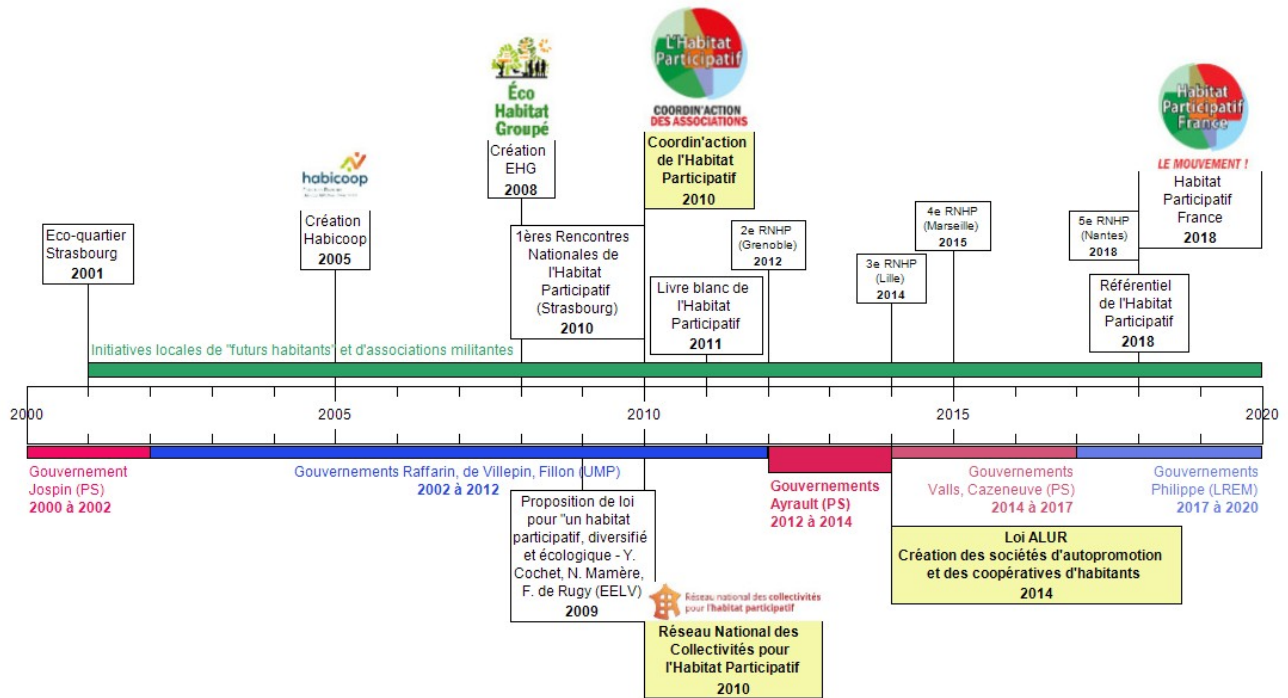 Éco
Habitat
Groupé
Création
EHG
2008
L'Habitat
Participatif
COORDIN'ACTION
DES ASSOCIATIONS
Coordin'action
de l'Habitat
Participatif
2010
Habitat
Participatif
France
LE MOUVEMENT !
Habitat
Participatif
France
2018
habicoop
Création
Habicoop
2005
Eco-quartier
Strasbourg
2001
1ères Rencontres
Nationales de
l'Habitat
Participatif
(Strasbourg)
2010
Livre blanc de
l'Habitat
Participatif
2011
2e RNHP
(Grenoble)
2012
3e RNHP
(Lille)
2014
4e RNHP
(Marseille)
2015
5e RNHP
(Nantes)
2018
Référentiel
de l'Habitat
Participatif
2018
Initiatives locales de "futurs habitants" et d'associations militantes
2000
2005
2010
2015
2020
Gouvernement
Jospin (PS)
2000 à 2002
Gouvernements Raffarin, de Villepin, Fillon (UMP)
2002 à 2012
Gouvernements
Ayrault (PS)
2012 à 2014
Gouvernements
Valls, Cazeneuve (PS)
2014 à 2017
Gouvernements
Philippe (LREM)
2017 à 2020
Proposition de loi
pour "un habitat
participatif, diversifié
et écologique - Y.
Cochet, N. Mamère,
F. de Rugy (EELV)
2009
Réseau national des collectivités
pour l'habitat participatif
Réseau National des
Collectivités pour
l'Habitat Participatif
2010
Loi ALUR
Création des sociétés d'autopromotion
et des coopératives d'habitants
2014